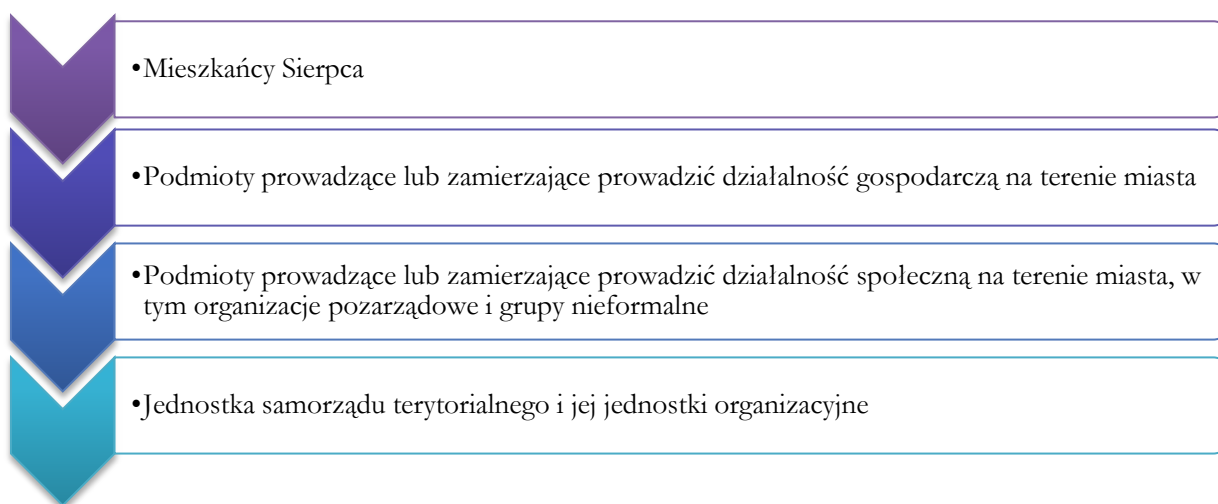 •Mieszkańcy Sierpca
•Podmioty prowadzące lub zamierzające prowadzić działalność gospodarczą na terenie miasta
•Podmioty prowadzące lub zamierzające prowadzić działalność społeczną na terenie miasta, w
tym organizacje pozarządowe i grupy nieformalne
•Jednostka samorządu terytorialnego i jej jednostki organizacyjne